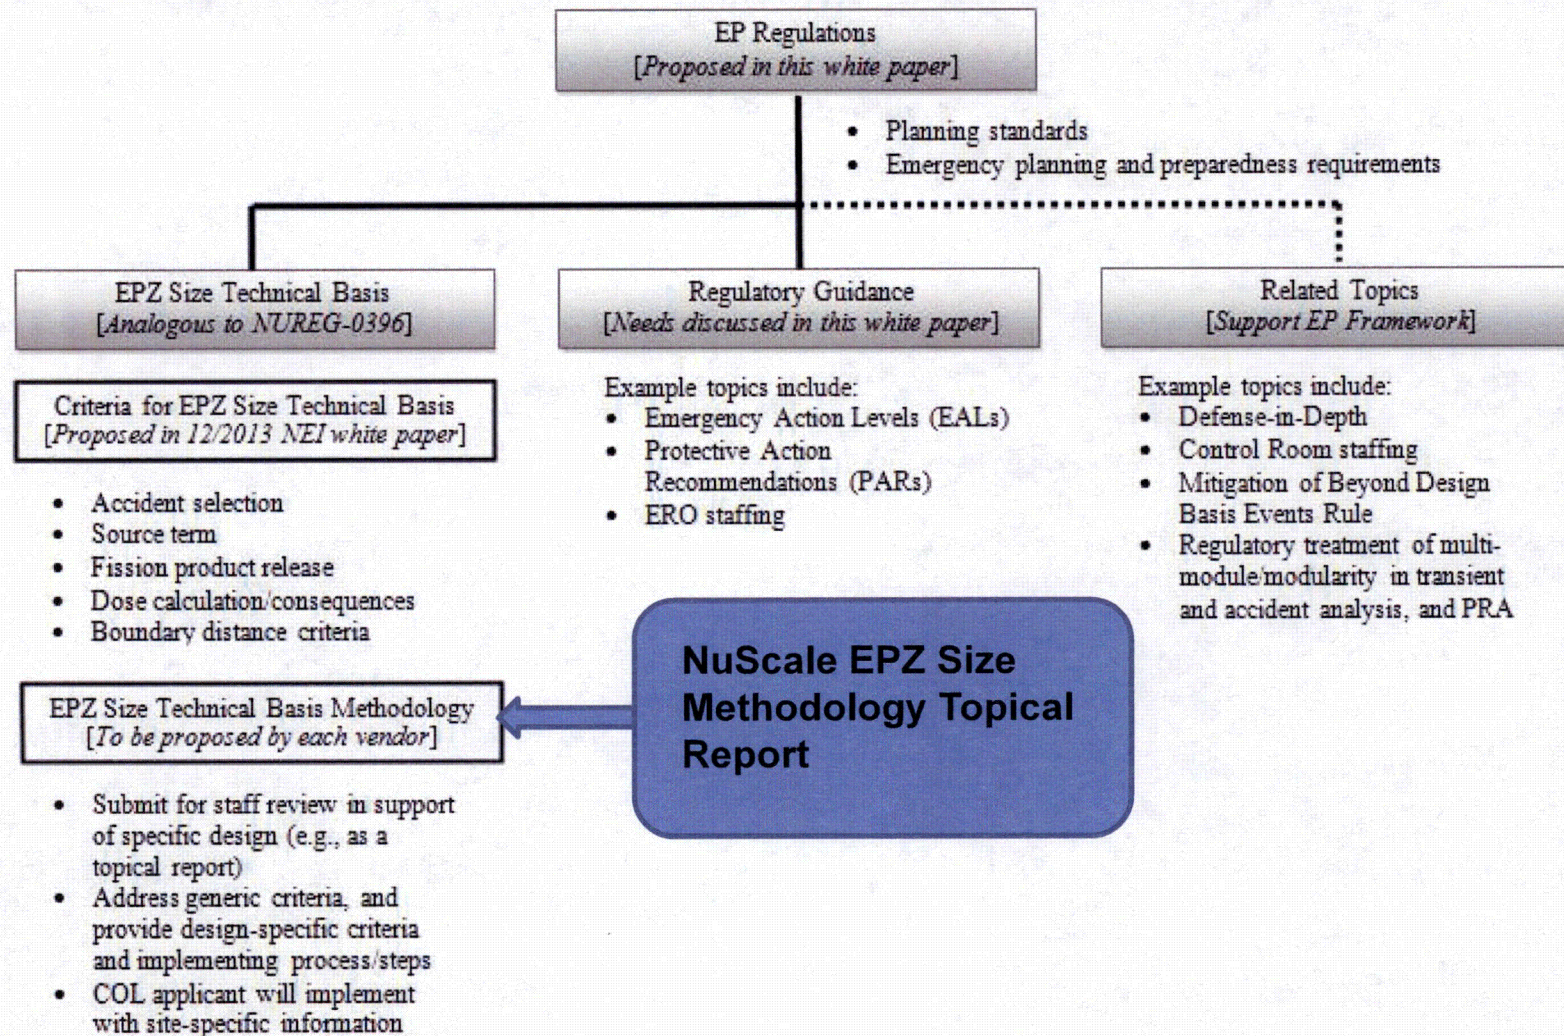 EP Regulations
[Proposed in this white paper]
• Planning standards
• Emergency planning and preparedness requirements
EPZ Size Technical Basis
[Analogous to NUREG-0396]
Criteria for EPZ Size Technical Basis
[Proposed in 12/2013 NEI white paper]
• Accident selection
• Source term
• Fission product release
• Dose calculation/consequences
• Boundary distance criteria
EPZ Size Technical Basis Methodology
[To be proposed by each vendor]
• Submit for staff review in support
of specific design (e.g., as a
topical report)
• Address generic criteria, and
provide design-specific criteria
and implementing process/steps
• COL applicant will implement
with site-specific information
Regulatory Guidance
[Needs discussed in this white paper]
Example topics include:
• Emergency Action Levels (EALs)
• Protective Action
Recommendations (PARs)
• ERO staffing
NuScale EPZ Size
Methodology Topical
Report
Related Topics
[Support EP Framework]
Example topics include:
• Defense-in-Depth
• Control Room staffing
• Mitigation of Beyond Design
Basis Events Rule
• Regulatory treatment of multi-
module/modularity in transient
and accident analysis, and PRA